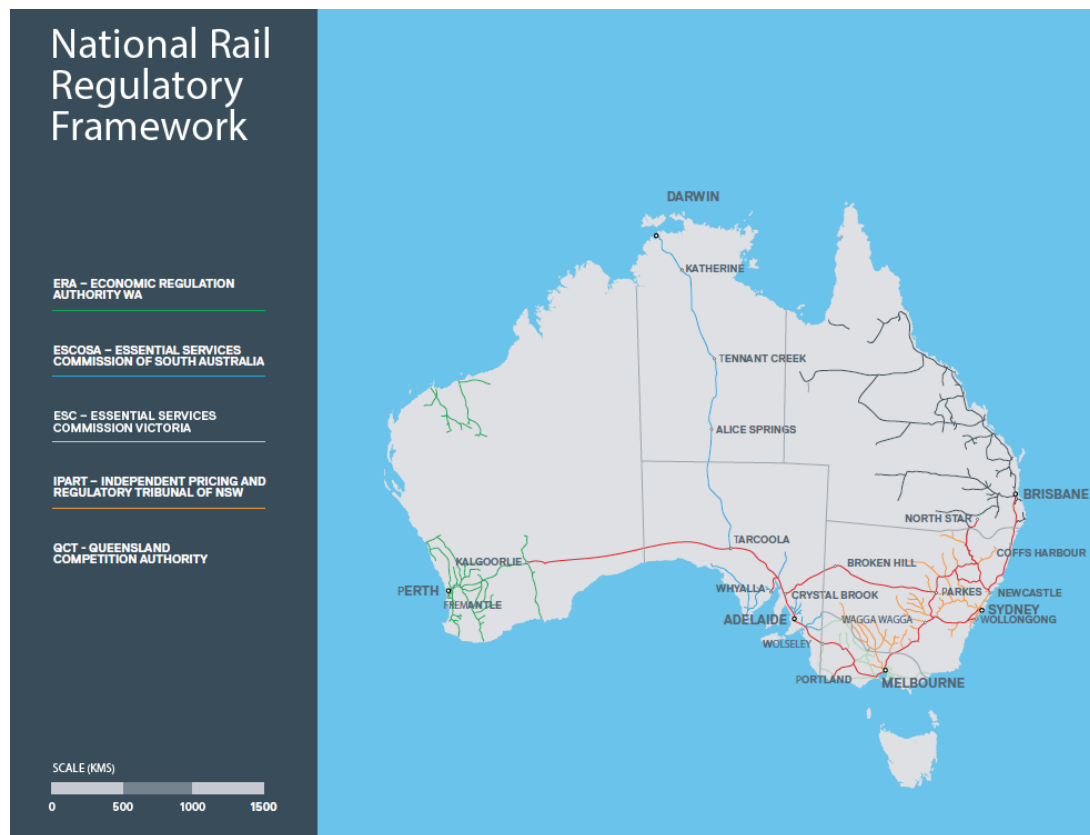 National Rail
Regulatory
Framework
ERA – ECONOMIC REGULATION
AUTHORITY WA
ESCOSA – ESSENTIAL SERVICES
COMMISSION OF SOUTH AUSTRALIA
ESC – ESSENTIAL SERVICES
COMMISSION VICTORIA
IPART – INDEPENDENT PRICING AND
REGULATORY TRIBUNAL OF NSW
QCT - QUEENSLAND
COMPETITION AUTHORITY
SCALE (KMS)
0 500 1000 1500
DARWIN
KATHERINE
TENNANT CREEK
ALICE SPRINGS
BRISBANE
NORTH STAR
TARCOOLA
COFFS HARBOUR
KALGOORLIE
BROKEN HILL
PERTH
WHYALLA
CRYSTAL BROOK
PARKES
NEWCASTLE
FREMANTLE
SYDNEY
ADELAIDE
WAGGA WAGGA
WOLLONGONG
WOLSELEY
PORTLAND
MELBOURNE